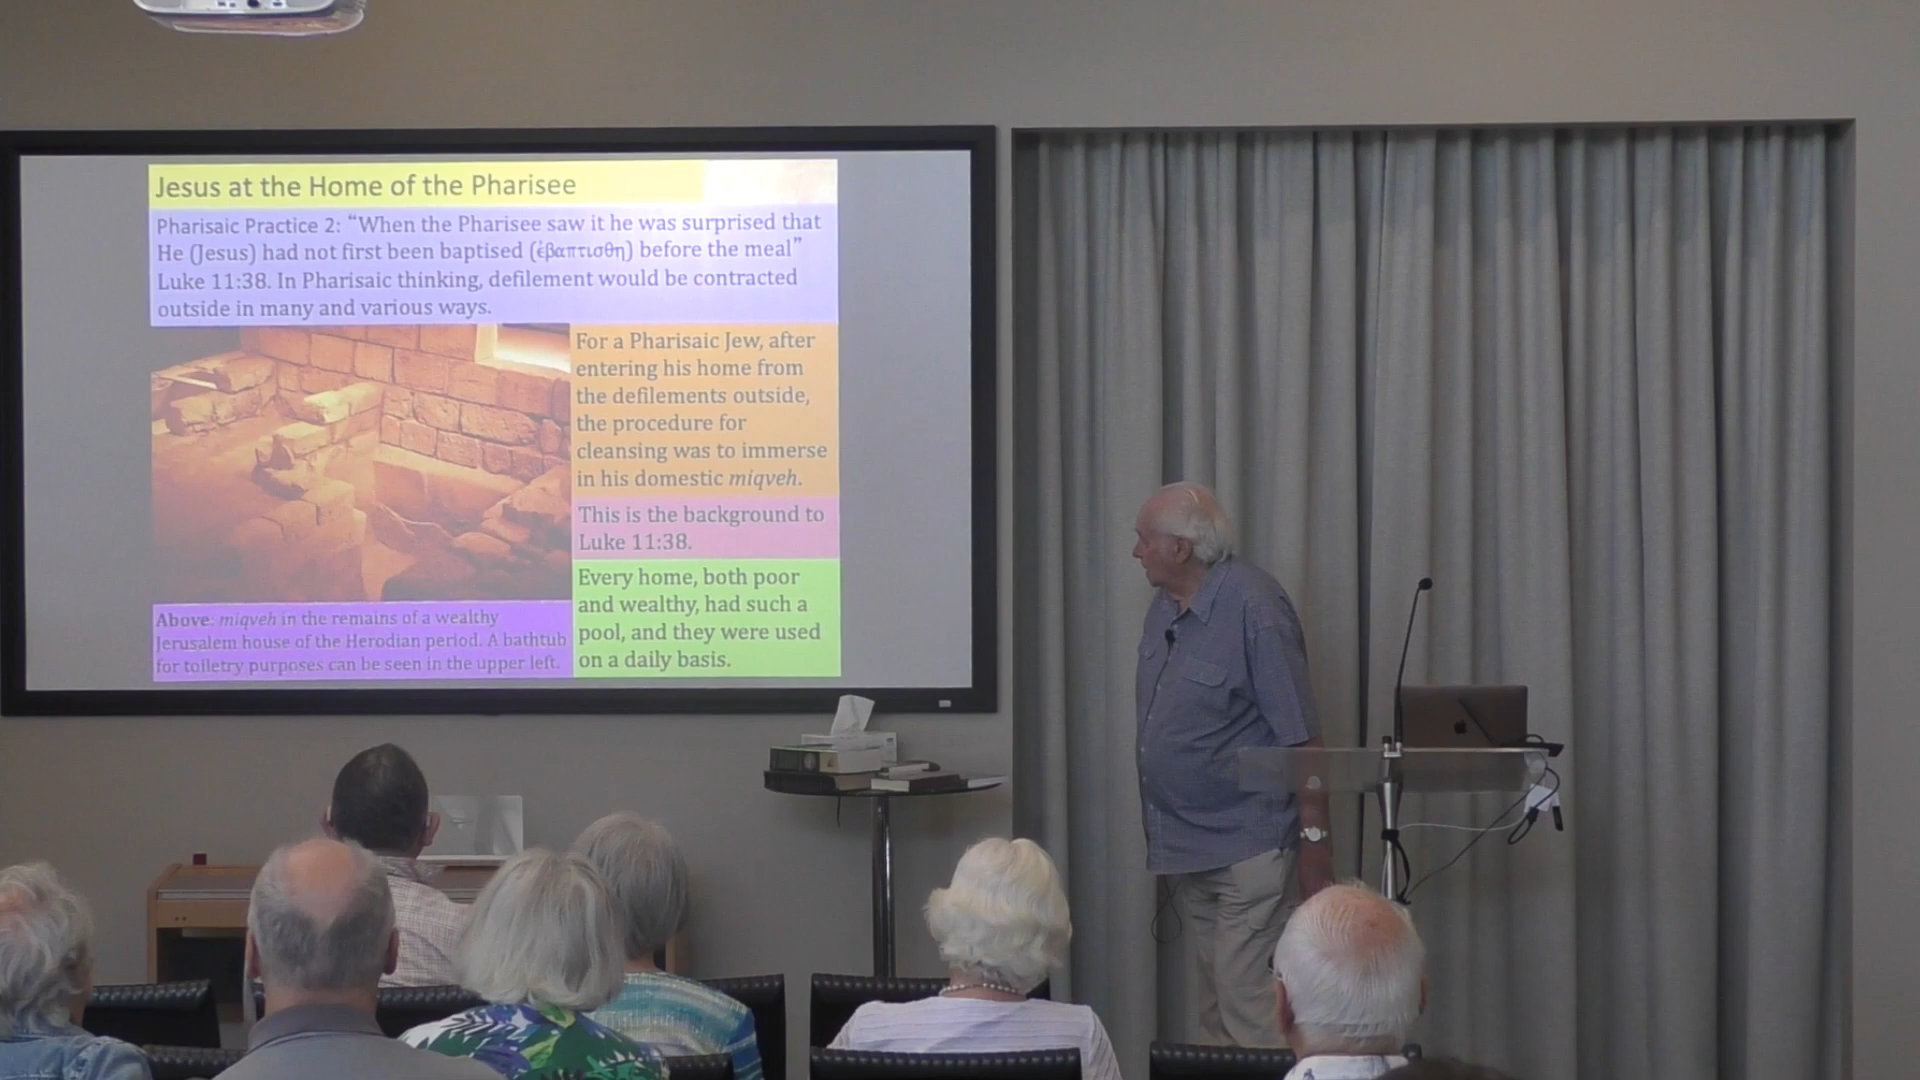 Jesus at the Home of the Pharisee
Pharisaic Practice 2: “When the Pharisee saw it he was surprised that
He (Jesus) had not first been baptised (ἐβαπτισθη) before the meal”
Luke 11:38. In Pharisaic thinking, defilement would be contracted
outside in many and various ways.
For a Pharisaic Jew, after
entering his home from
the defilements outside,
the procedure for
cleansing was to immerse
in his domestic miqveh.
This is the background to
Luke 11:38.
Every home, both poor
and wealthy, had such a
pool, and they were used
on a daily basis.
Above: miqveh in the remains of a wealthy
Jerusalem house of the Herodian period. A bathtub
for toiletry purposes can be seen in the upper left.